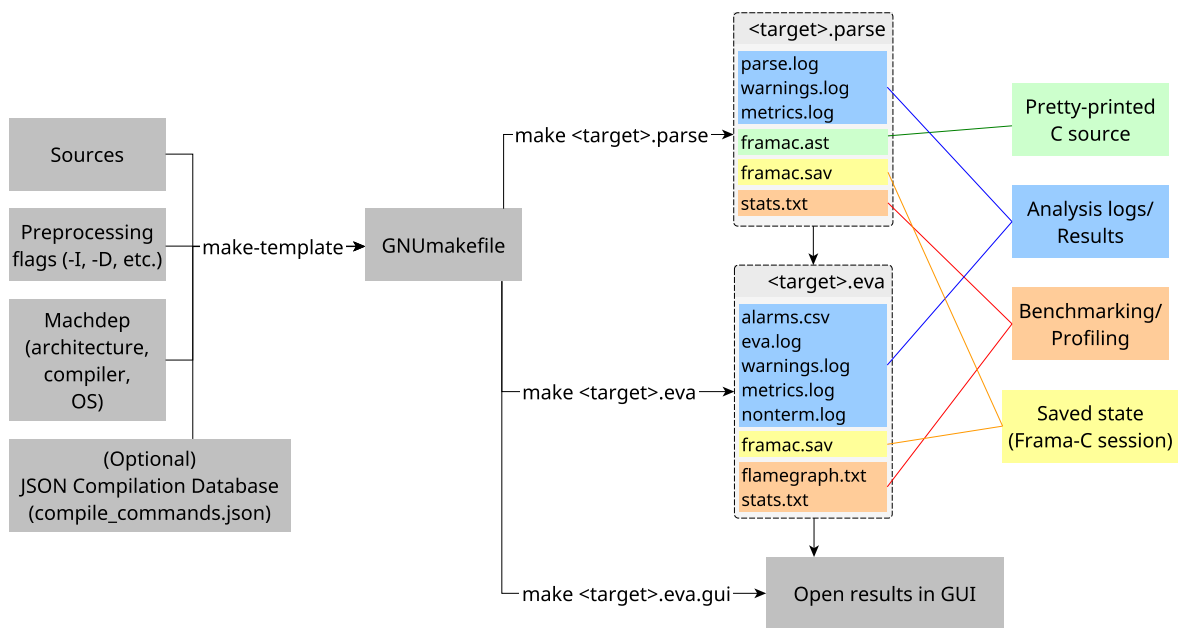 Sources
Preprocessing
flags (-I, -D, etc.)
Machdep
(architecture,
compiler,
OS)
(Optional)
JSON Compilation Database
(compile_commands.json)
make-template
GNUmakefile
make <target>.parse
make <target>.eva
make <target>.eva.gui
<target>.parse
parse.log
warnings.log
metrics.log
framac.ast
framac.sav
stats.txt
<target>.eva
alarms.csv
eva.log
warnings.log
metrics.log
nonterm.log
framac.sav
flamegraph.txt
stats.txt
Open results in GUI
Pretty-printed
C source
Analysis logs/
Results
Benchmarking/
Profiling
Saved state
(Frama-C session)